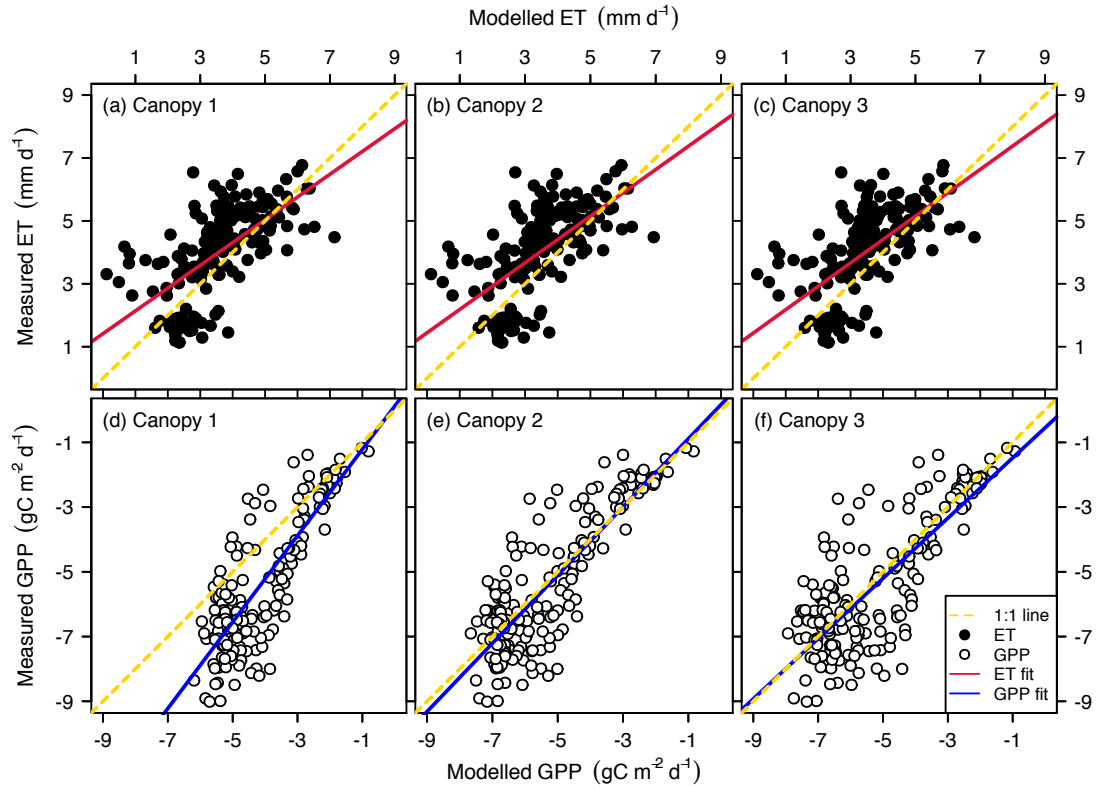 Modelled ET (mm d⁻¹)
1 3 5 7 9 1 3 5 7 9 1 3 5 7 9
(a) Canopy 1 (b) Canopy 2 (c) Canopy 3
Measured ET (mm d⁻¹)
9 9
7 7
5 5
3 3
1 1
(d) Canopy 1 (e) Canopy 2 (f) Canopy 3
Measured GPP (gC m⁻² d⁻¹)
-1 -1
-3 -3
-5 -5
-7 -7
-9 -9
1:1 line
ET
GPP
ET fit
GPP fit
-9 -7 -5 -3 -1 -9 -7 -5 -3 -1 -9 -7 -5 -3 -1
Modelled GPP (gC m⁻² d⁻¹)